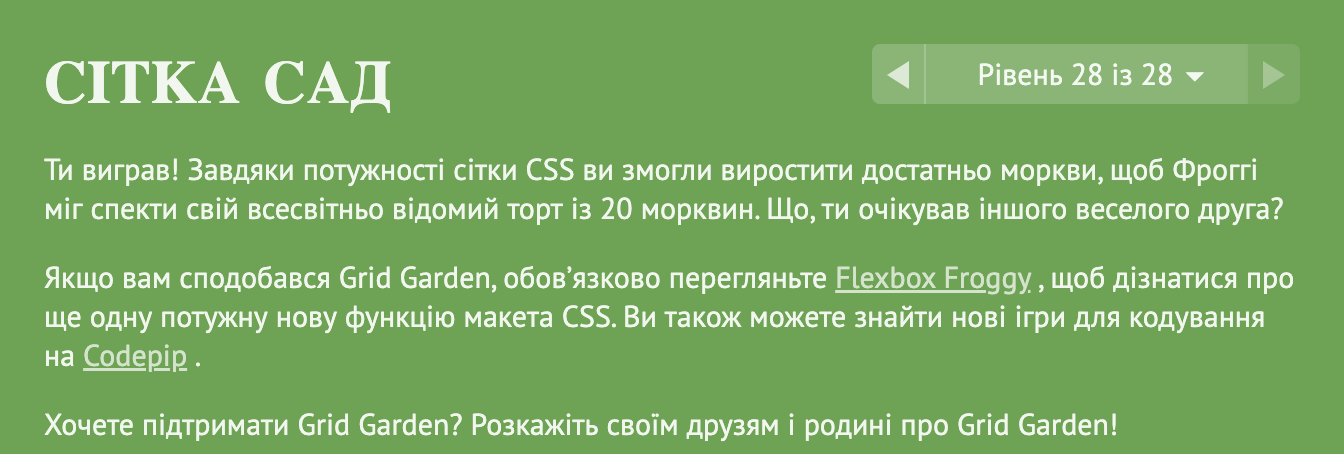 СІТКА САД
Рівень 28 із 28
Ти виграв! Завдяки потужності сітки CSS ви змогли виростити достатньо моркви, щоб Фроггі
міг спекти свій всесвітньо відомий торт із 20 морквин. Що, ти очікував іншого веселого друга?
Якщо вам сподобався Grid Garden, обов’язково перегляньте Flexbox Froggy , щоб дізнатися про
ще одну потужну нову функцію макета CSS. Ви також можете знайти нові ігри для кодування
на Codepip .
Хочете підтримати Grid Garden? Розкажіть своїм друзям і родині про Grid Garden!